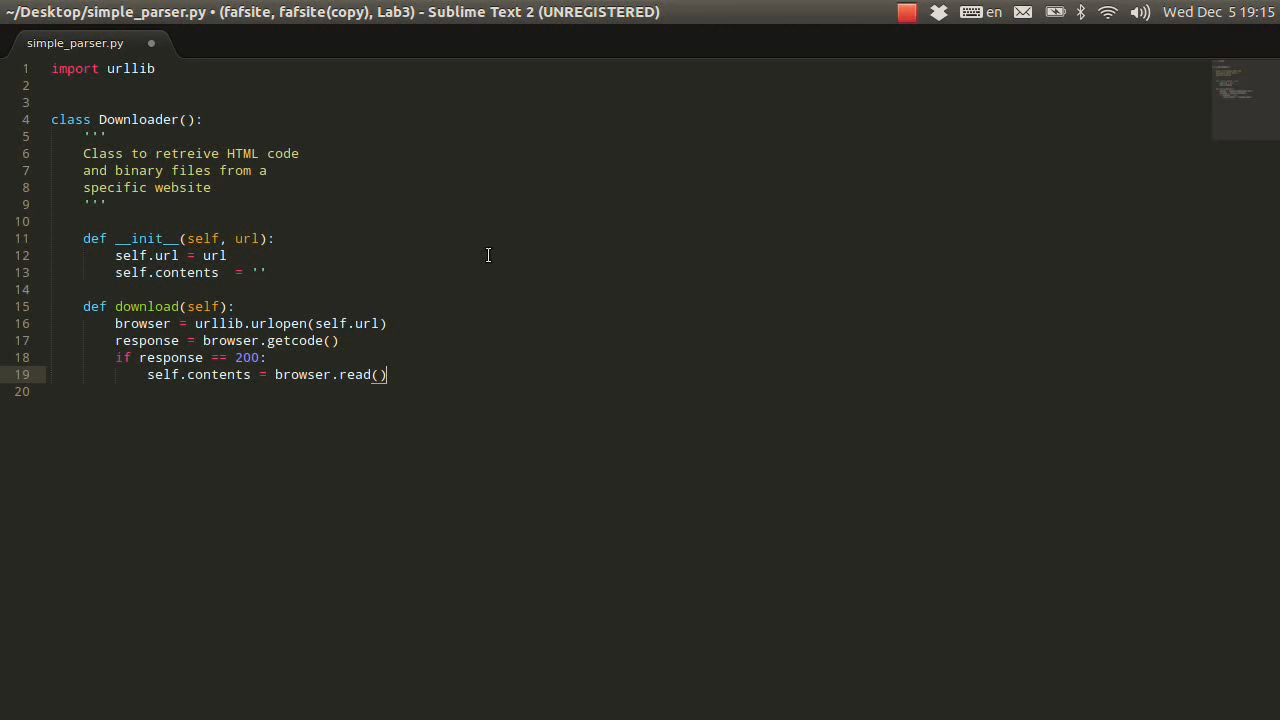 ~/Desktop/simple_parser.py • (fafsite, fafsite(copy), Lab3) - Sublime Text 2 (UNREGISTERED) en Wed Dec 5 19:15
simple_parser.py
1 import urllib
2
3
4 class Downloader():
5 '''
6 Class to retreive HTML code
7 and binary files from a
8 specific website
9 '''
10
11 def __init__(self, url):
12 self.url = url
13 self.contents  = ''
14
15 def download(self):
16 browser = urllib.urlopen(self.url)
17 response = browser.getcode()
18 if response == 200:
19 self.contents = browser.read()
20